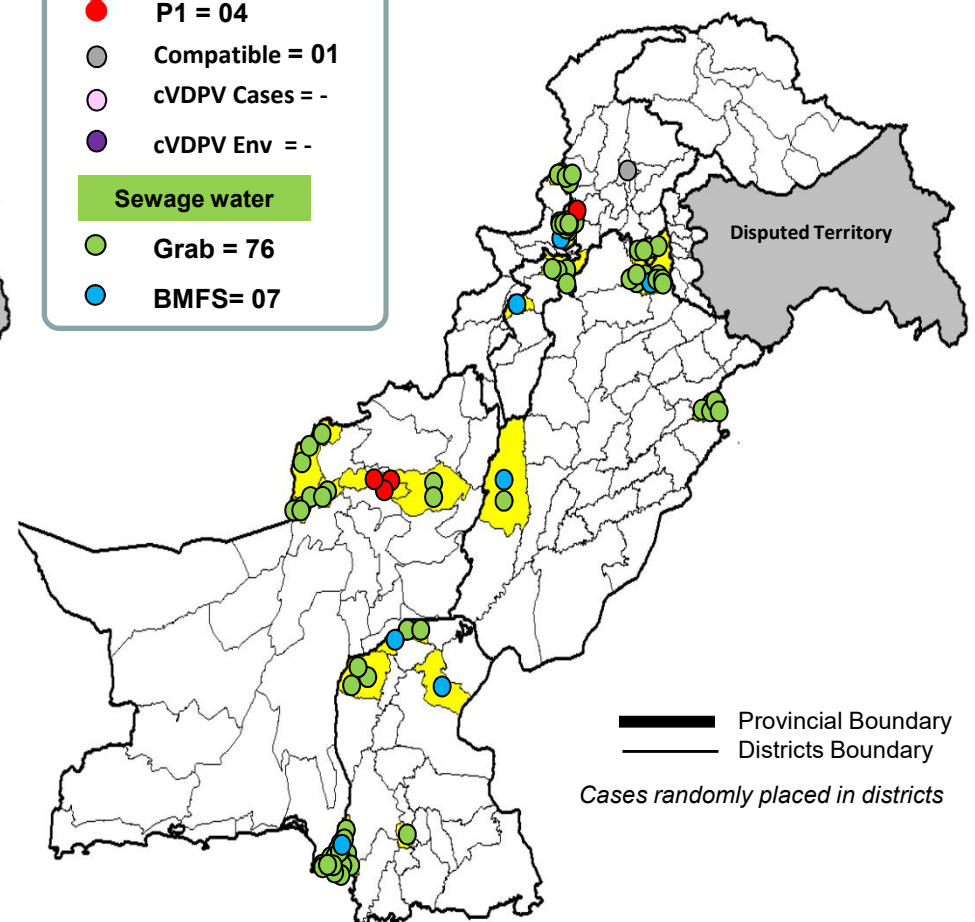 P1 = 04
Compatible = 01
cVDPV Cases = -
cVDPV Env = -
Sewage water
Grab = 76
BMFS= 07
Disputed Territory
Provincial Boundary
Districts Boundary
Cases randomly placed in districts